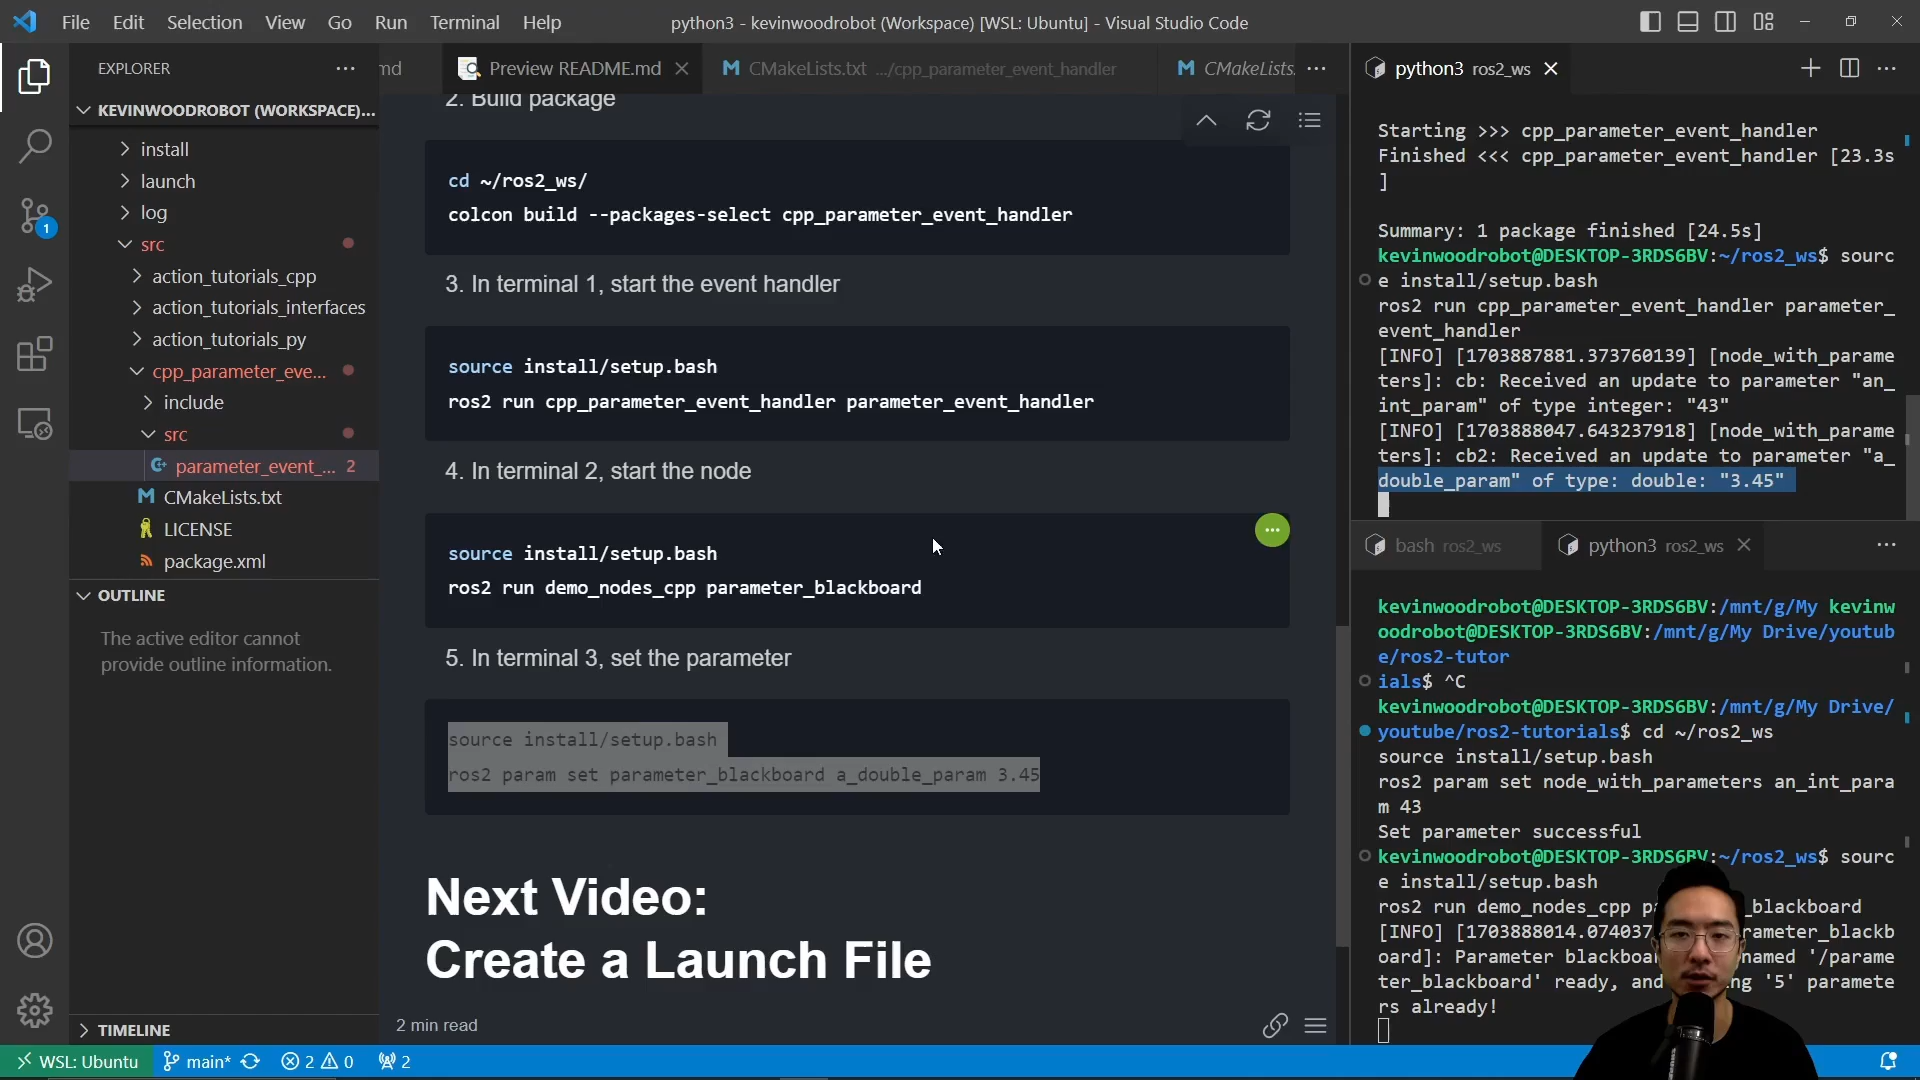 File Edit Selection View Go Run Terminal Help
python3 - kevinwoodrobot (Workspace) [WSL: Ubuntu] - Visual Studio Code
EXPLORER
KEVINWOODROBOT (WORKSPACE)...
install
launch
log
src
action_tutorials_cpp
action_tutorials_interfaces
action_tutorials_py
cpp_parameter_eve...
include
src
parameter_event_... 2
CMakeLists.txt
LICENSE
package.xml
OUTLINE
The active editor cannot
provide outline information.
TIMELINE
1
md
Preview README.md
CMakeLists.txt .../cpp_parameter_event_handler
CMakeLists.
2. Build package
cd ~/ros2_ws/
colcon build --packages-select cpp_parameter_event_handler
3. In terminal 1, start the event handler
source install/setup.bash
ros2 run cpp_parameter_event_handler parameter_event_handler
4. In terminal 2, start the node
source install/setup.bash
ros2 run demo_nodes_cpp parameter_blackboard
5. In terminal 3, set the parameter
source install/setup.bash
ros2 param set parameter_blackboard a_double_param 3.45
Next Video:
Create a Launch File
2 min read
python3 ros2_ws
Starting >>> cpp_parameter_event_handler
Finished <<< cpp_parameter_event_handler [23.3s
]
Summary: 1 package finished [24.5s]
kevinwoodrobot@DESKTOP-3RDS6BV:~/ros2_ws$ sourc
e install/setup.bash
ros2 run cpp_parameter_event_handler parameter_
event_handler
[INFO] [1703887881.373760139] [node_with_parame
ters]: cb: Received an update to parameter "an_
int_param" of type integer: "43"
[INFO] [1703888047.643237918] [node_with_parame
ters]: cb2: Received an update to parameter "a_
double_param" of type: double: "3.45"
bash ros2_ws
python3 ros2_ws
kevinwoodrobot@DESKTOP-3RDS6BV:/mnt/g/My kevinw
oodrobot@DESKTOP-3RDS6BV:/mnt/g/My Drive/youtub
e/ros2-tutor
ials$ ^C
kevinwoodrobot@DESKTOP-3RDS6BV:/mnt/g/My Drive/
youtube/ros2-tutorials$ cd ~/ros2_ws
source install/setup.bash
ros2 param set node_with_parameters an_int_para
m 43
Set parameter successful
kevinwoodrobot@DESKTOP-3RDS6BV:~/ros2_ws$ sourc
e install/setup.bash
ros2 run demo_nodes_cpp _blackboard
[INFO] [1703888014.07403 rameter_blackb
oard]: Parameter blackboa named '/parame
ter_blackboard' ready, and ng '5' paramete
rs already!
WSL: Ubuntu main* 2 0 2